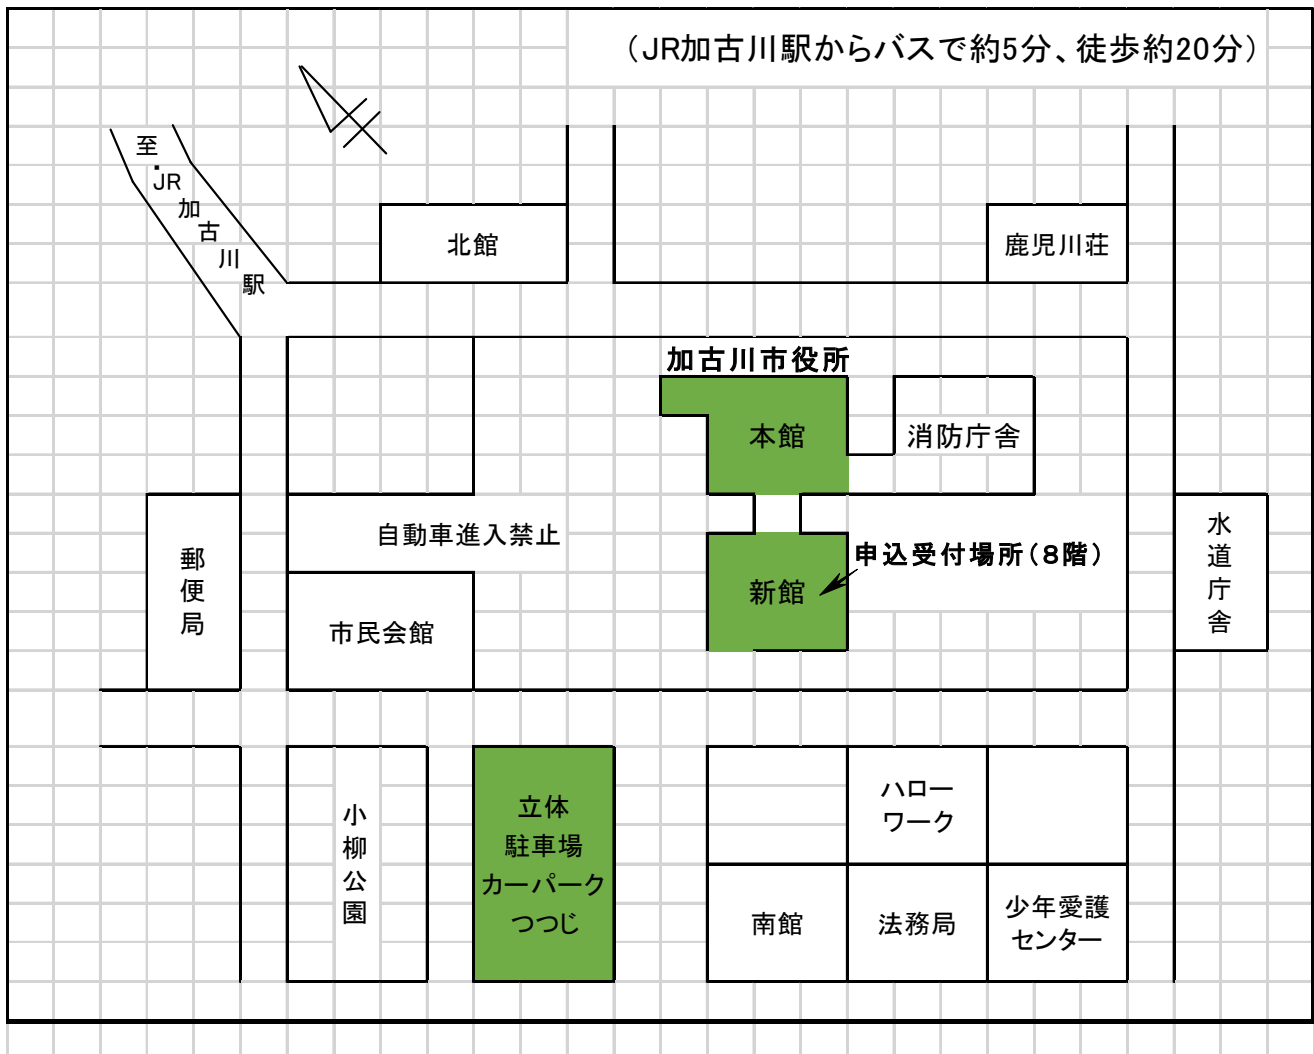 （JR加古川駅からバスで約5分、徒歩約20分）
至・JR加古川駅
北館
鹿児川荘
加古川市役所
本館
消防庁舎
自動車進入禁止
申込受付場所（８階）
新館
郵便局
市民会館
水道庁舎
小柳公園
立体
駐車場
カーパーク
つつじ
ハロー
ワーク
南館
法務局
少年愛護
センター